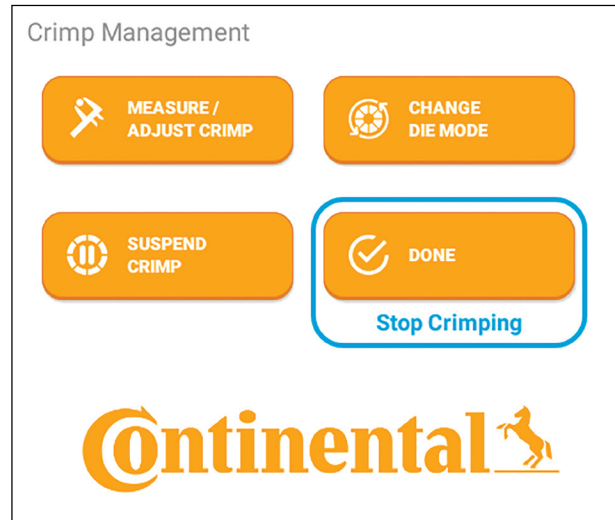 Crimp Management
MEASURE /
ADJUST CRIMP
CHANGE
DIE MODE
SUSPEND
CRIMP
DONE
Stop Crimping
Continental